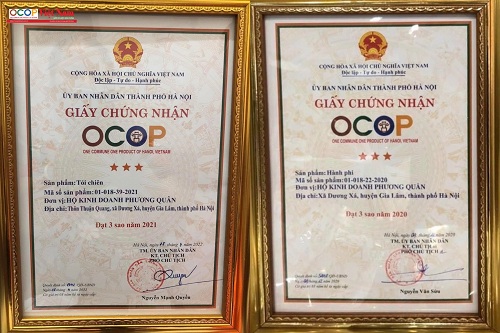 OCOP
CỘNG HÒA XÃ HỘI CHỦ NGHĨA VIỆT NAM
Độc lập - Tự do - Hạnh phúc
ỦY BAN NHÂN DÂN THÀNH PHỐ HÀ NỘI
GIẤY CHỨNG NHẬN
OCOP
ONE COMMUNE ONE PRODUCT OF HANOI, VIETNAM
Sản phẩm: Tỏi chiên
Mã số sản phẩm: 01-018-39-2021
Đơn vị: HỘ KINH DOANH PHƯƠNG QUÂN
Địa chỉ: Thôn Thuận Quang, xã Dương Xá, huyện Gia Lâm, thành phố Hà Nội
Đạt 3 sao năm 2021
TM. ỦY BAN NHÂN DÂN
KT. CHỦ TỊCH
PHÓ CHỦ TỊCH
Nguyễn Mạnh Quyền
CỘNG HÒA XÃ HỘI CHỦ NGHĨA VIỆT NAM
Độc lập - Tự do - Hạnh phúc
ỦY BAN NHÂN DÂN THÀNH PHỐ HÀ NỘI
GIẤY CHỨNG NHẬN
OCOP
ONE COMMUNE ONE PRODUCT OF HANOI, VIETNAM
Sản phẩm: Hành phi
Mã số sản phẩm: 01-018-22-2020
Đơn vị: HỘ KINH DOANH PHƯƠNG QUÂN
Địa chỉ: Xã Dương Xá, huyện Gia Lâm, thành phố Hà Nội
Đạt 3 sao năm 2020
TM. ỦY BAN NHÂN DÂN
KT. CHỦ TỊCH
PHÓ CHỦ TỊCH
Nguyễn Văn Sửu